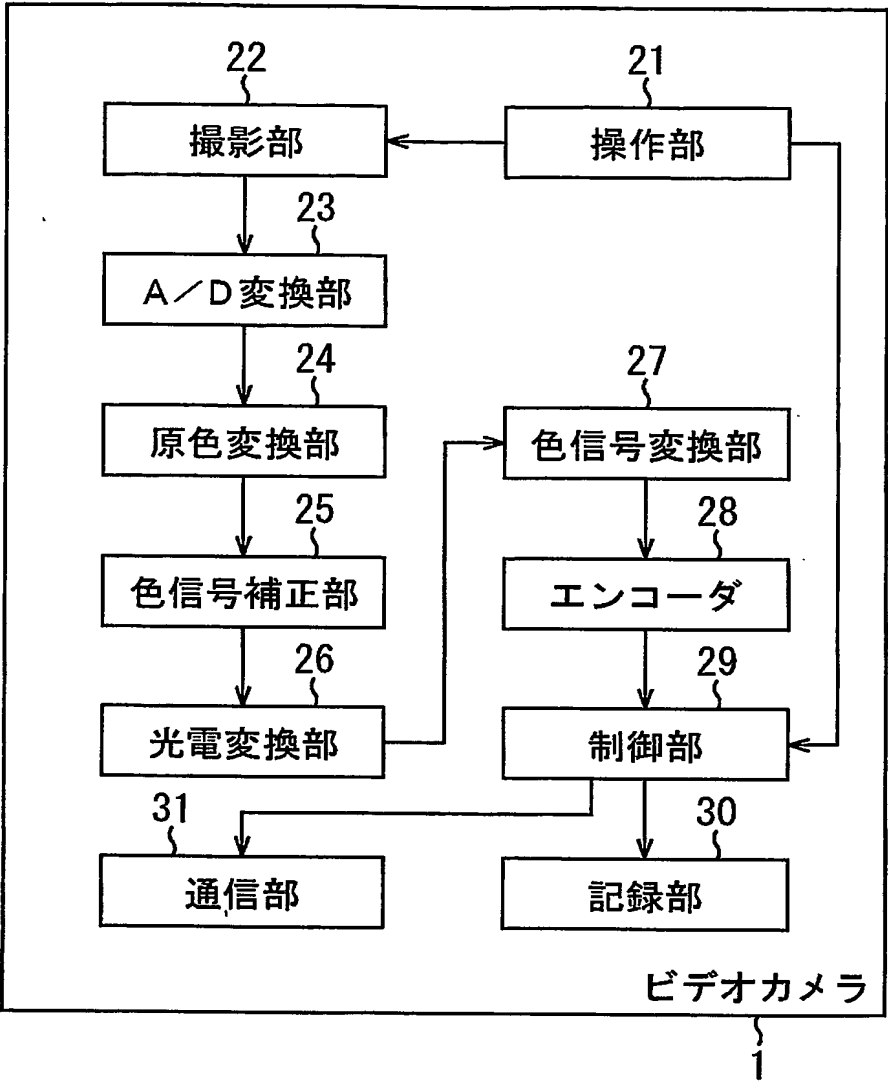 22
撮影部
21
操作部
23
A/D変換部
24
原色変換部
27
色信号変換部
25
色信号補正部
28
エンコーダ
26
光電変換部
29
制御部
31
通信部
30
記録部
ビデオカメラ
1